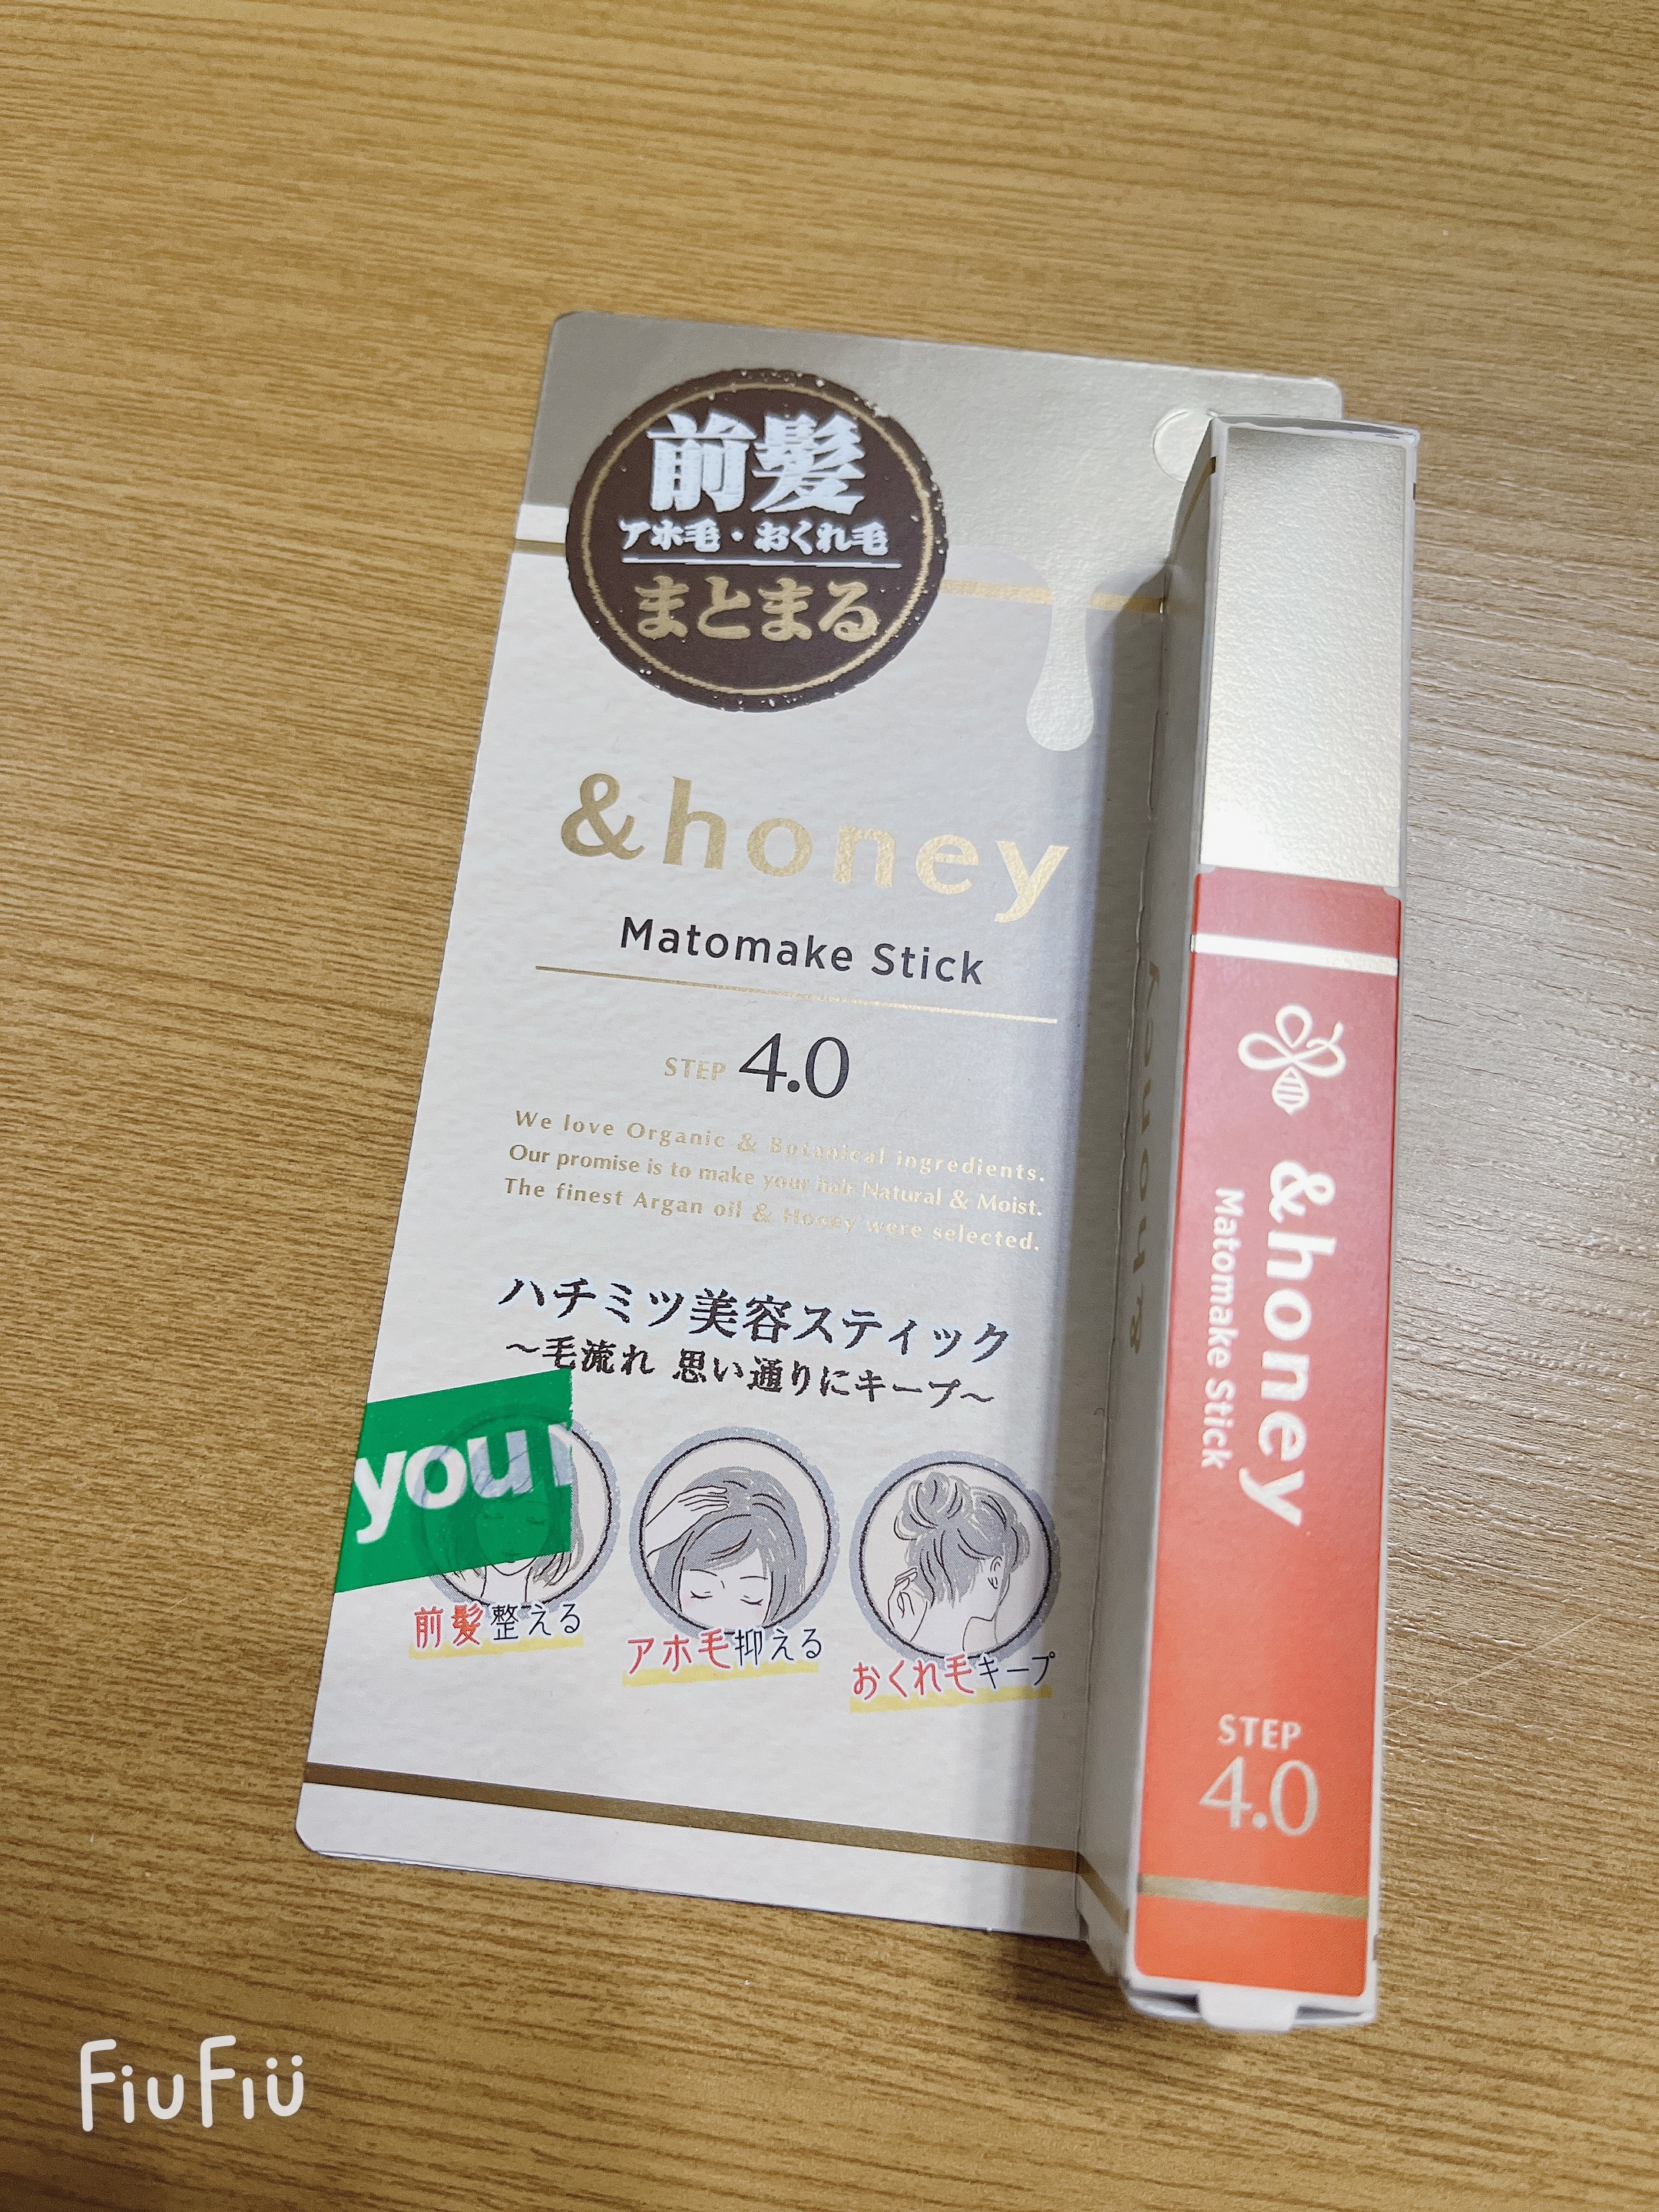 前髪
アホ毛・おくれ毛
まとまる
&honey
Matomake Stick
STEP 4.0
We love Organic & Botanical ingredients.
Our promise is to make your hair Natural & Moist.
The finest Argan oil & Honey were selected.
ハチミツ美容スティック
～毛流れ 思い通りにキープ～
you
前髪整える
アホ毛抑える
おくれ毛キープ
&honey
&honey
Matomake Stick
STEP
4.0
FiuFiu